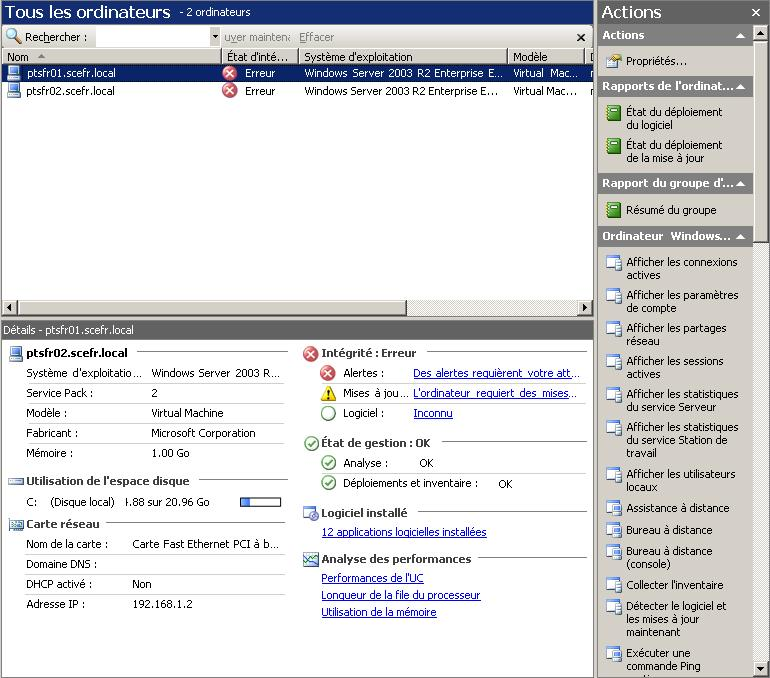 Tous les ordinateurs - 2 ordinateurs
Rechercher : uver maintena Effacer
Nom État d'inté... Système d'exploitation Modèle
ptsfr01.scefr.local Erreur Windows Server 2003 R2 Enterprise E... Virtual Mac...
ptsfr02.scefr.local Erreur Windows Server 2003 R2 Enterprise E... Virtual Mac...
Détails - ptsfr01.scefr.local
ptsfr02.scefr.local
Système d'exploitatio... Windows Server 2003 R...
Service Pack : 2
Modèle : Virtual Machine
Fabricant : Microsoft Corporation
Mémoire : 1.00 Go
Utilisation de l'espace disque
C: (Disque local) .88 sur 20.96 Go
Carte réseau
Nom de la carte : Carte Fast Ethernet PCI à b...
Domaine DNS :
DHCP activé : Non
Adresse IP : 192.168.1.2
Intégrité : Erreur
Alertes : Des alertes requièrent votre att...
Mises à jou... L'ordinateur requiert des mises...
Logiciel : Inconnu
État de gestion : OK
Analyse : OK
Déploiements et inventaire : OK
Logiciel installé
12 applications logicielles installées
Analyse des performances
Performances de l'UC
Longueur de la file du processeur
Utilisation de la mémoire
Actions
Actions
Propriétés...
Rapports de l'ordinat...
État du déploiement
du logiciel
État du déploiement
de la mise à jour
Rapport du groupe d'...
Résumé du groupe
Ordinateur Windows...
Afficher les connexions
actives
Afficher les paramètres
de compte
Afficher les partages
réseau
Afficher les sessions
actives
Afficher les statistiques
du service Serveur
Afficher les statistiques
du service Station de
travail
Afficher les utilisateurs
locaux
Assistance à distance
Bureau à distance
Bureau à distance
(console)
Collecter l'inventaire
Détecter le logiciel et
les mises à jour
maintenant
Exécuter une
commande Ping